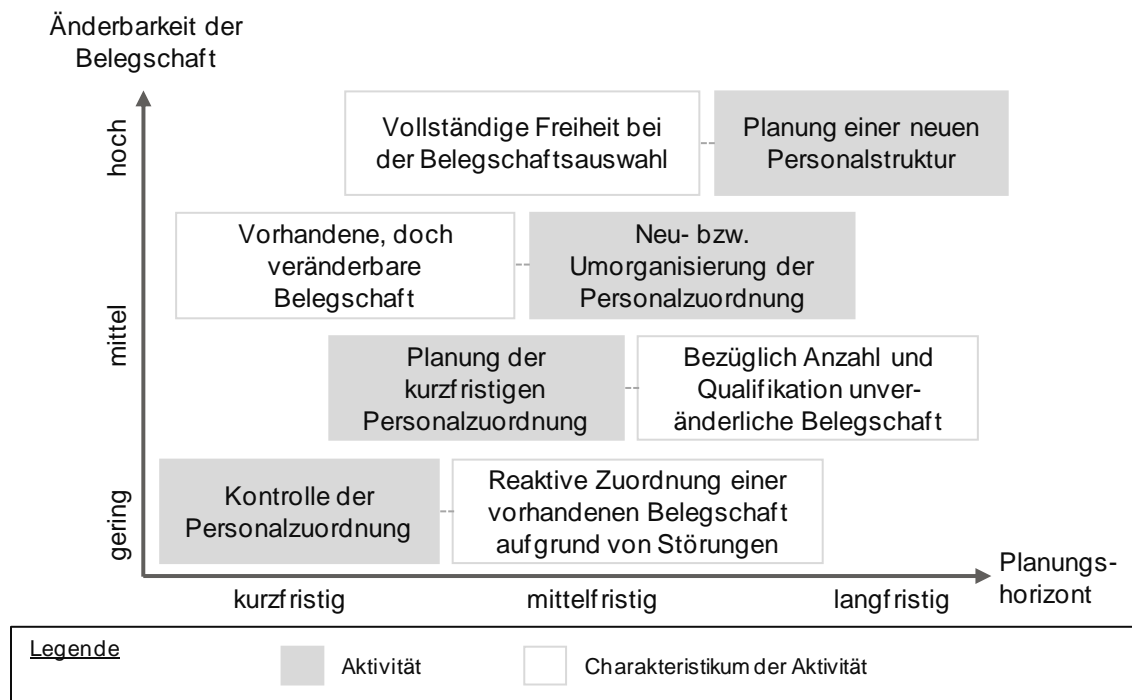 Änderbarkeit der
Belegschaft
hoch
mittel
gering
Vollständige Freiheit bei
der Belegschaftsauswahl
Planung einer neuen
Personalstruktur
Vorhandene, doch
veränderbare
Belegschaft
Neu- bzw.
Umorganisierung der
Personalzuordnung
Planung der
kurzfristigen
Personalzuordnung
Bezüglich Anzahl und
Qualifikation unver-
änderliche Belegschaft
Kontrolle der
Personalzuordnung
Reaktive Zuordnung einer
vorhandenen Belegschaft
aufgrund von Störungen
kurzfristig
mittelfristig
langfristig
Planungs-
horizont
Legende
Aktivität
Charakteristikum der Aktivität